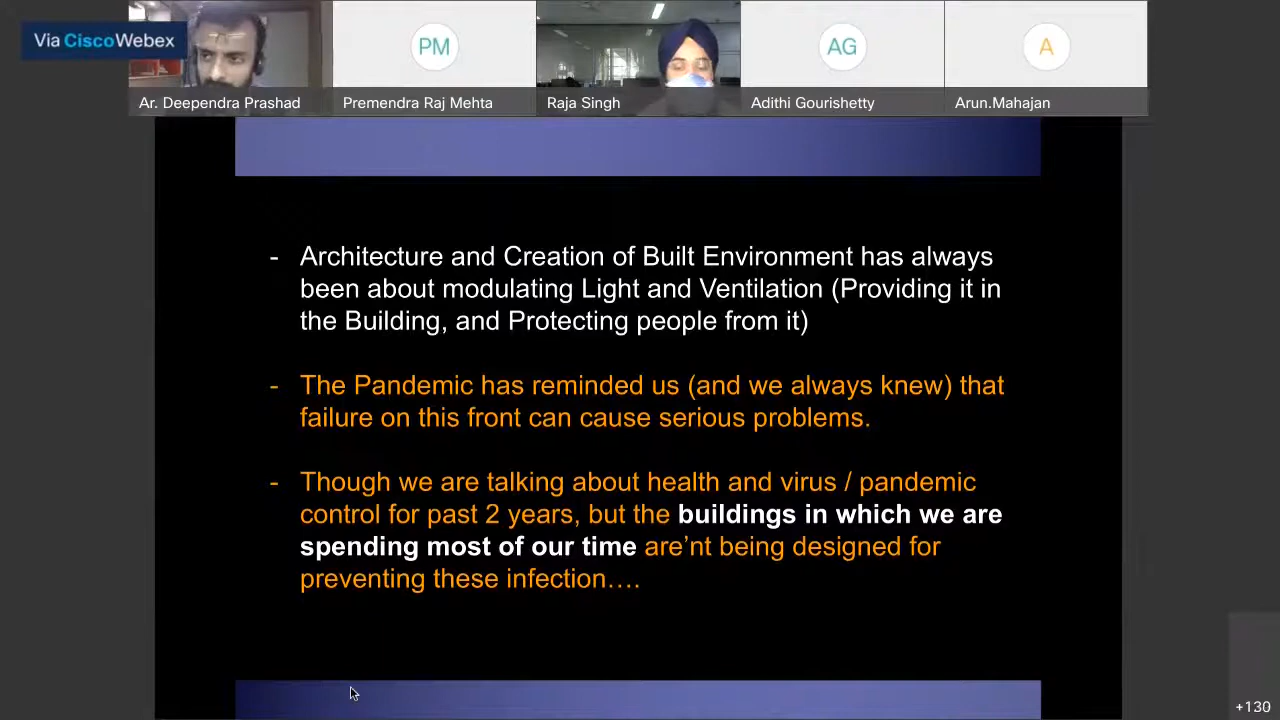 Via CiscoWebex
PM
AG
A
Ar. Deependra Prashad
Premendra Raj Mehta
Raja Singh
Adithi Gourishetty
Arun.Mahajan
- Architecture and Creation of Built Environment has always
been about modulating Light and Ventilation (Providing it in
the Building, and Protecting people from it)
- The Pandemic has reminded us (and we always knew) that
failure on this front can cause serious problems.
- Though we are talking about health and virus / pandemic
control for past 2 years, but the buildings in which we are
spending most of our time are’nt being designed for
preventing these infection….
+130